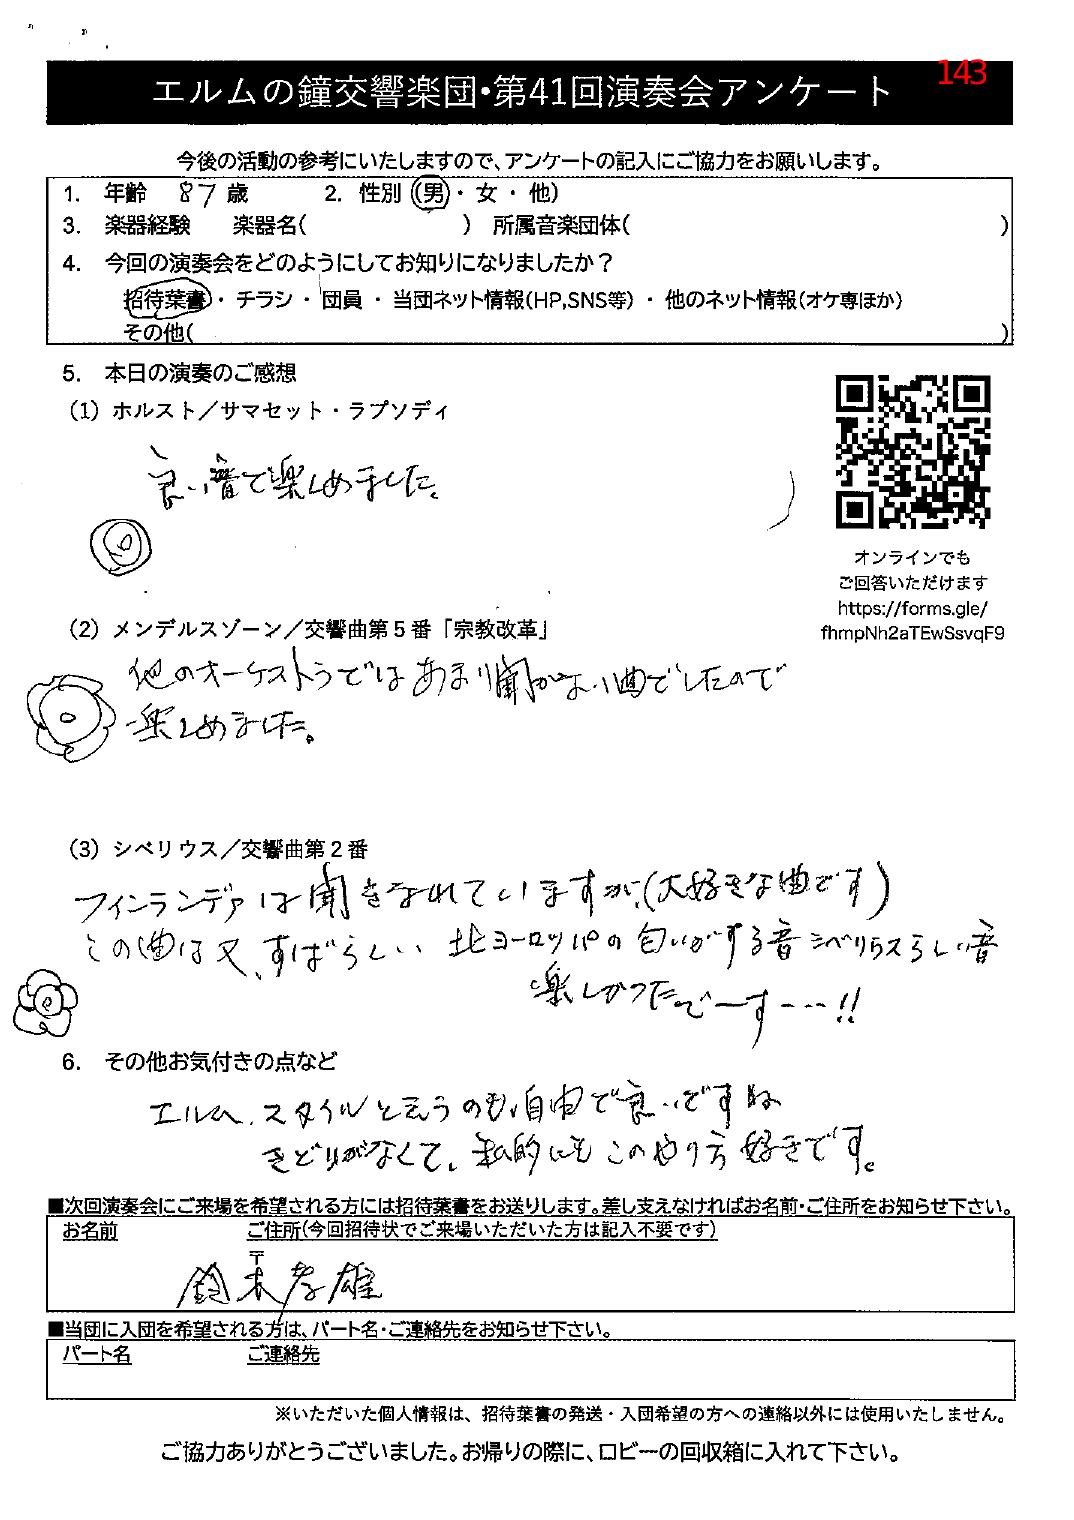 143
エルムの鐘交響楽団・第41回演奏会アンケート
今後の活動の参考にいたしますので、アンケートの記入にご協力をお願いします。
1. 年齢 87 歳 2. 性別 (男・女・他)
3. 楽器経験 楽器名( ) 所属音楽団体( )
4. 今回の演奏会をどのようにしてお知りになりましたか?
招待葉書・チラシ・団員・当団ネット情報(HP,SNS等)・他のネット情報(オケ専ほか)
その他( )
5. 本日の演奏のご感想
(1) ホルスト/サマセット・ラプソディ
良い音で楽しめました。
オンラインでも
ご回答いただけます
https://forms.gle/
fhmpNh2aTEwSsvqF9
(2) メンデルスゾーン/交響曲第5番「宗教改革」
他のオーケストラではあまり聞かない曲でしたので
楽しめました。
(3) シベリウス/交響曲第2番
フィンランデァは聞きなれていますが、(大好きな曲です)
この曲は又、すばらしい 北ヨーロッパの匂いがする音 シベリウスらしい音
楽しかったでーす---!!
6. その他お気付きの点など
エルム、スタイルと云うのも、自由で良いですね
きどりがなくて、私的にもこのやり方好きです。
■次回演奏会にご来場を希望される方には招待葉書をお送りします。差し支えなければお名前・ご住所をお知らせ下さい。
お名前 ご住所(今回招待状でご来場いただいた方は記入不要です)
〒
鈴木孝雄
■当団に入団を希望される方は、パート名・ご連絡先をお知らせ下さい。
パート名 ご連絡先
※いただいた個人情報は、招待葉書の発送・入団希望の方への連絡以外には使用いたしません。
ご協力ありがとうございました。お帰りの際に、ロビーの回収箱に入れて下さい。